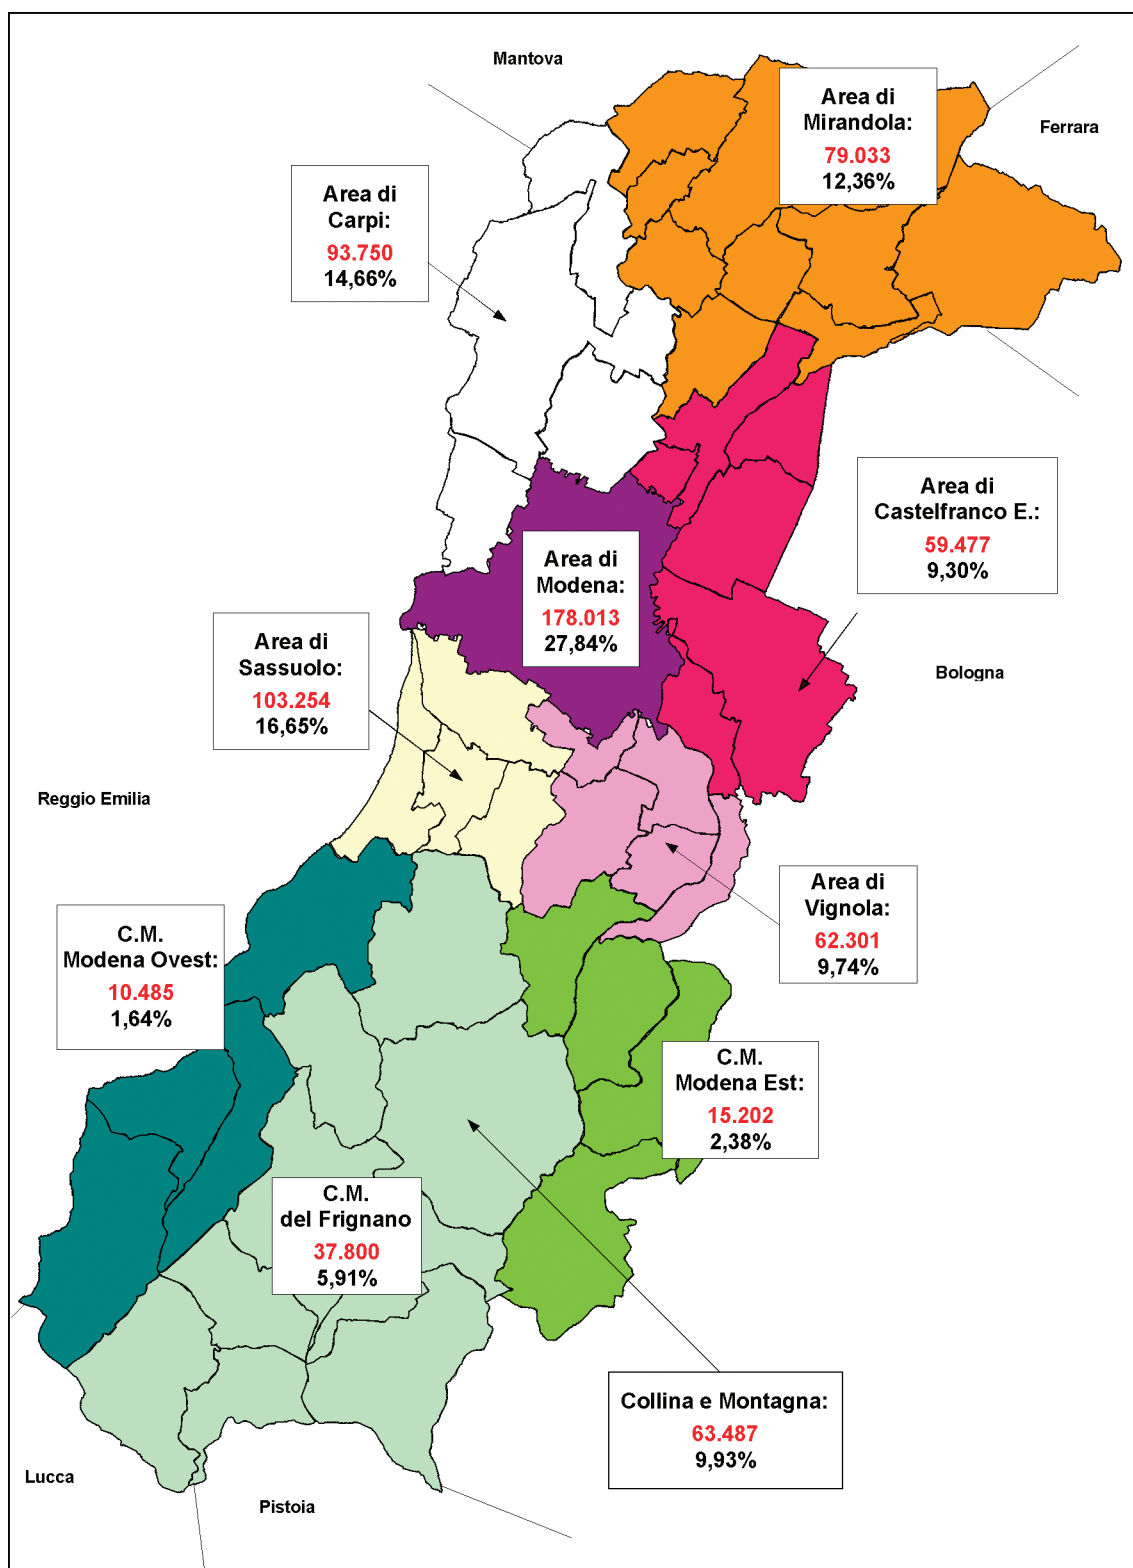 Mantova
Area di
Mirandola:
79.033
12,36%
Ferrara
Area di
Carpi:
93.750
14,66%
Area di
Castelfranco E.:
59.477
9,30%
Area di
Modena:
178.013
27,84%
Area di
Sassuolo:
103.254
16,65%
Bologna
Reggio Emilia
Area di
Vignola:
62.301
9,74%
C.M.
Modena Ovest:
10.485
1,64%
C.M.
Modena Est:
15.202
2,38%
C.M.
del Frignano
37.800
5,91%
Collina e Montagna:
63.487
9,93%
Lucca
Pistoia